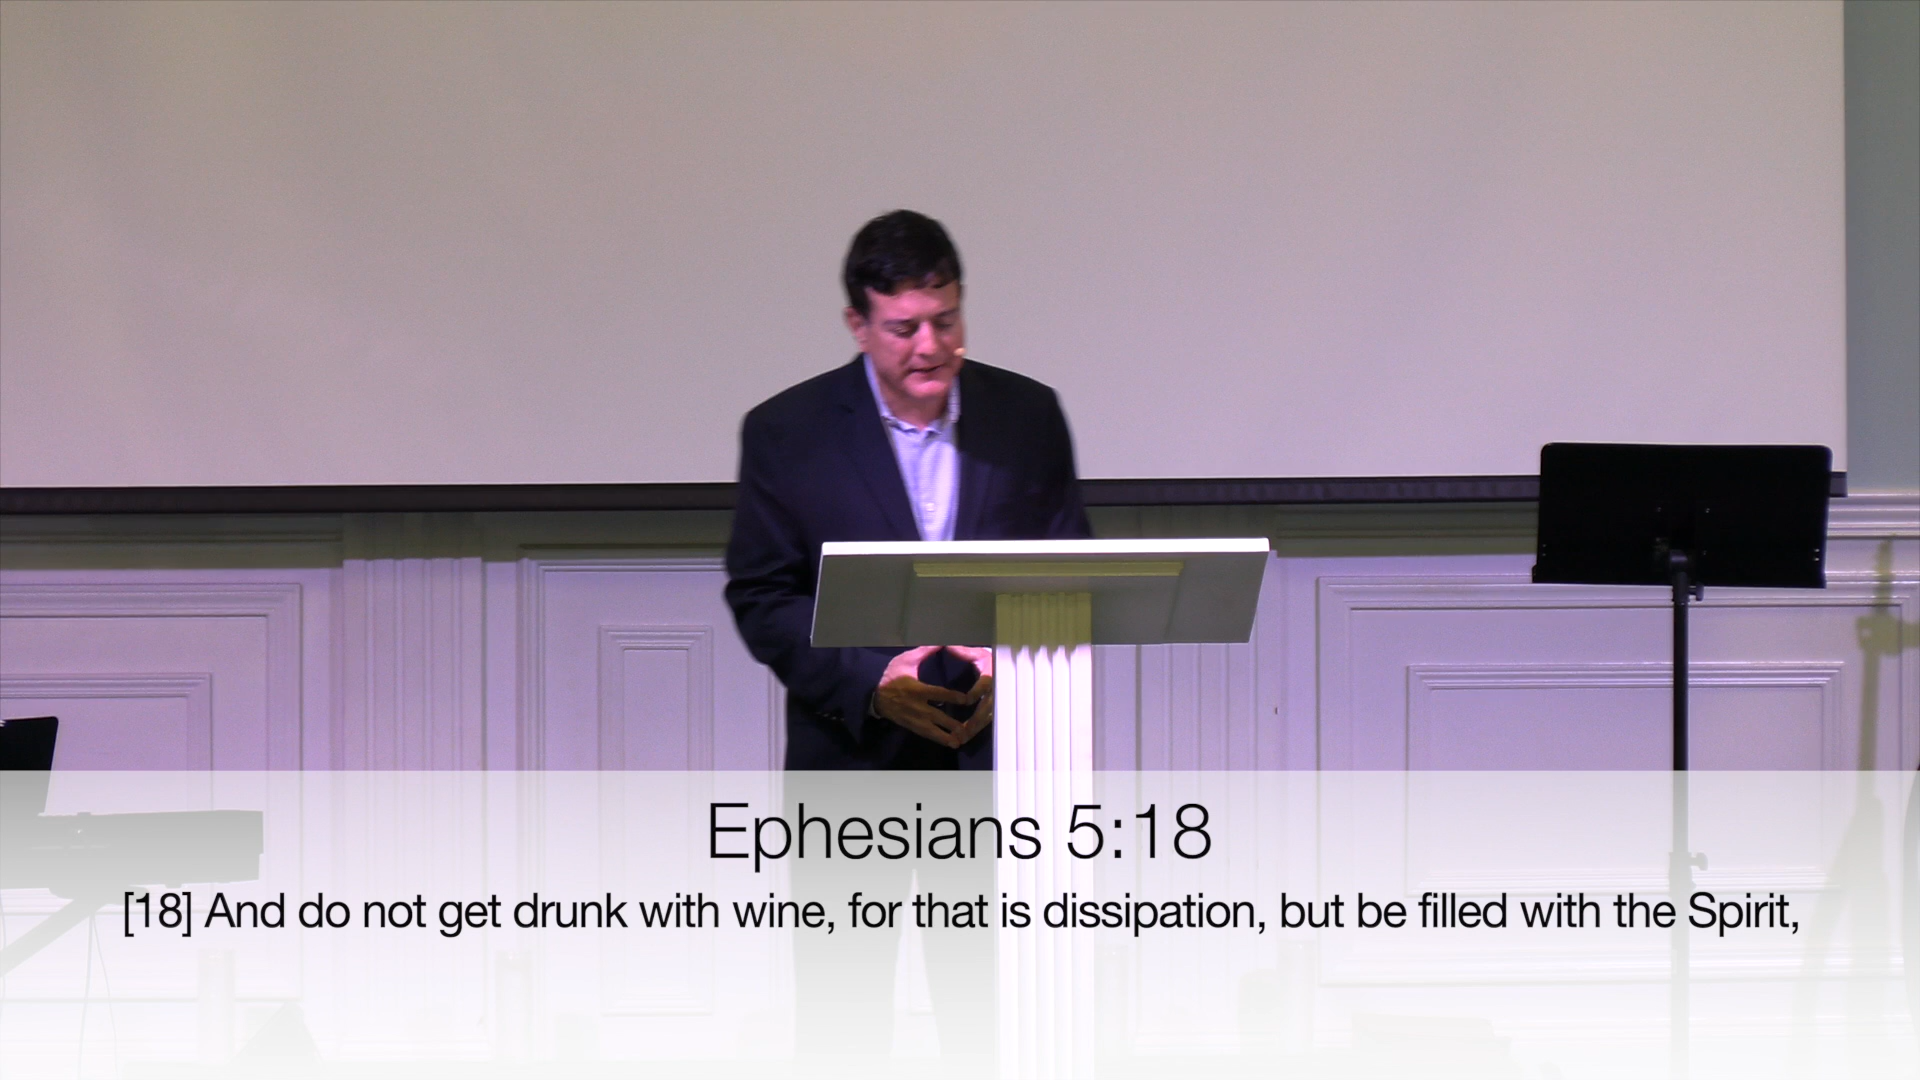 Ephesians 5:18
[18] And do not get drunk with wine, for that is dissipation, but be filled with the Spirit,